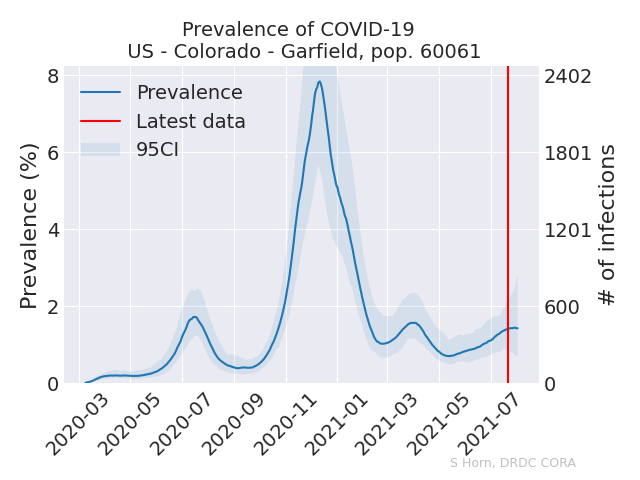 Prevalence of COVID-19
US - Colorado - Garfield, pop. 60061
Prevalence
Latest data
95CI
Prevalence (%)
8
6
4
2
0
2402
1801
1201
600
0
# of infections
2020-03
2020-05
2020-07
2020-09
2020-11
2021-01
2021-03
2021-05
2021-07
S Horn, DRDC CORA